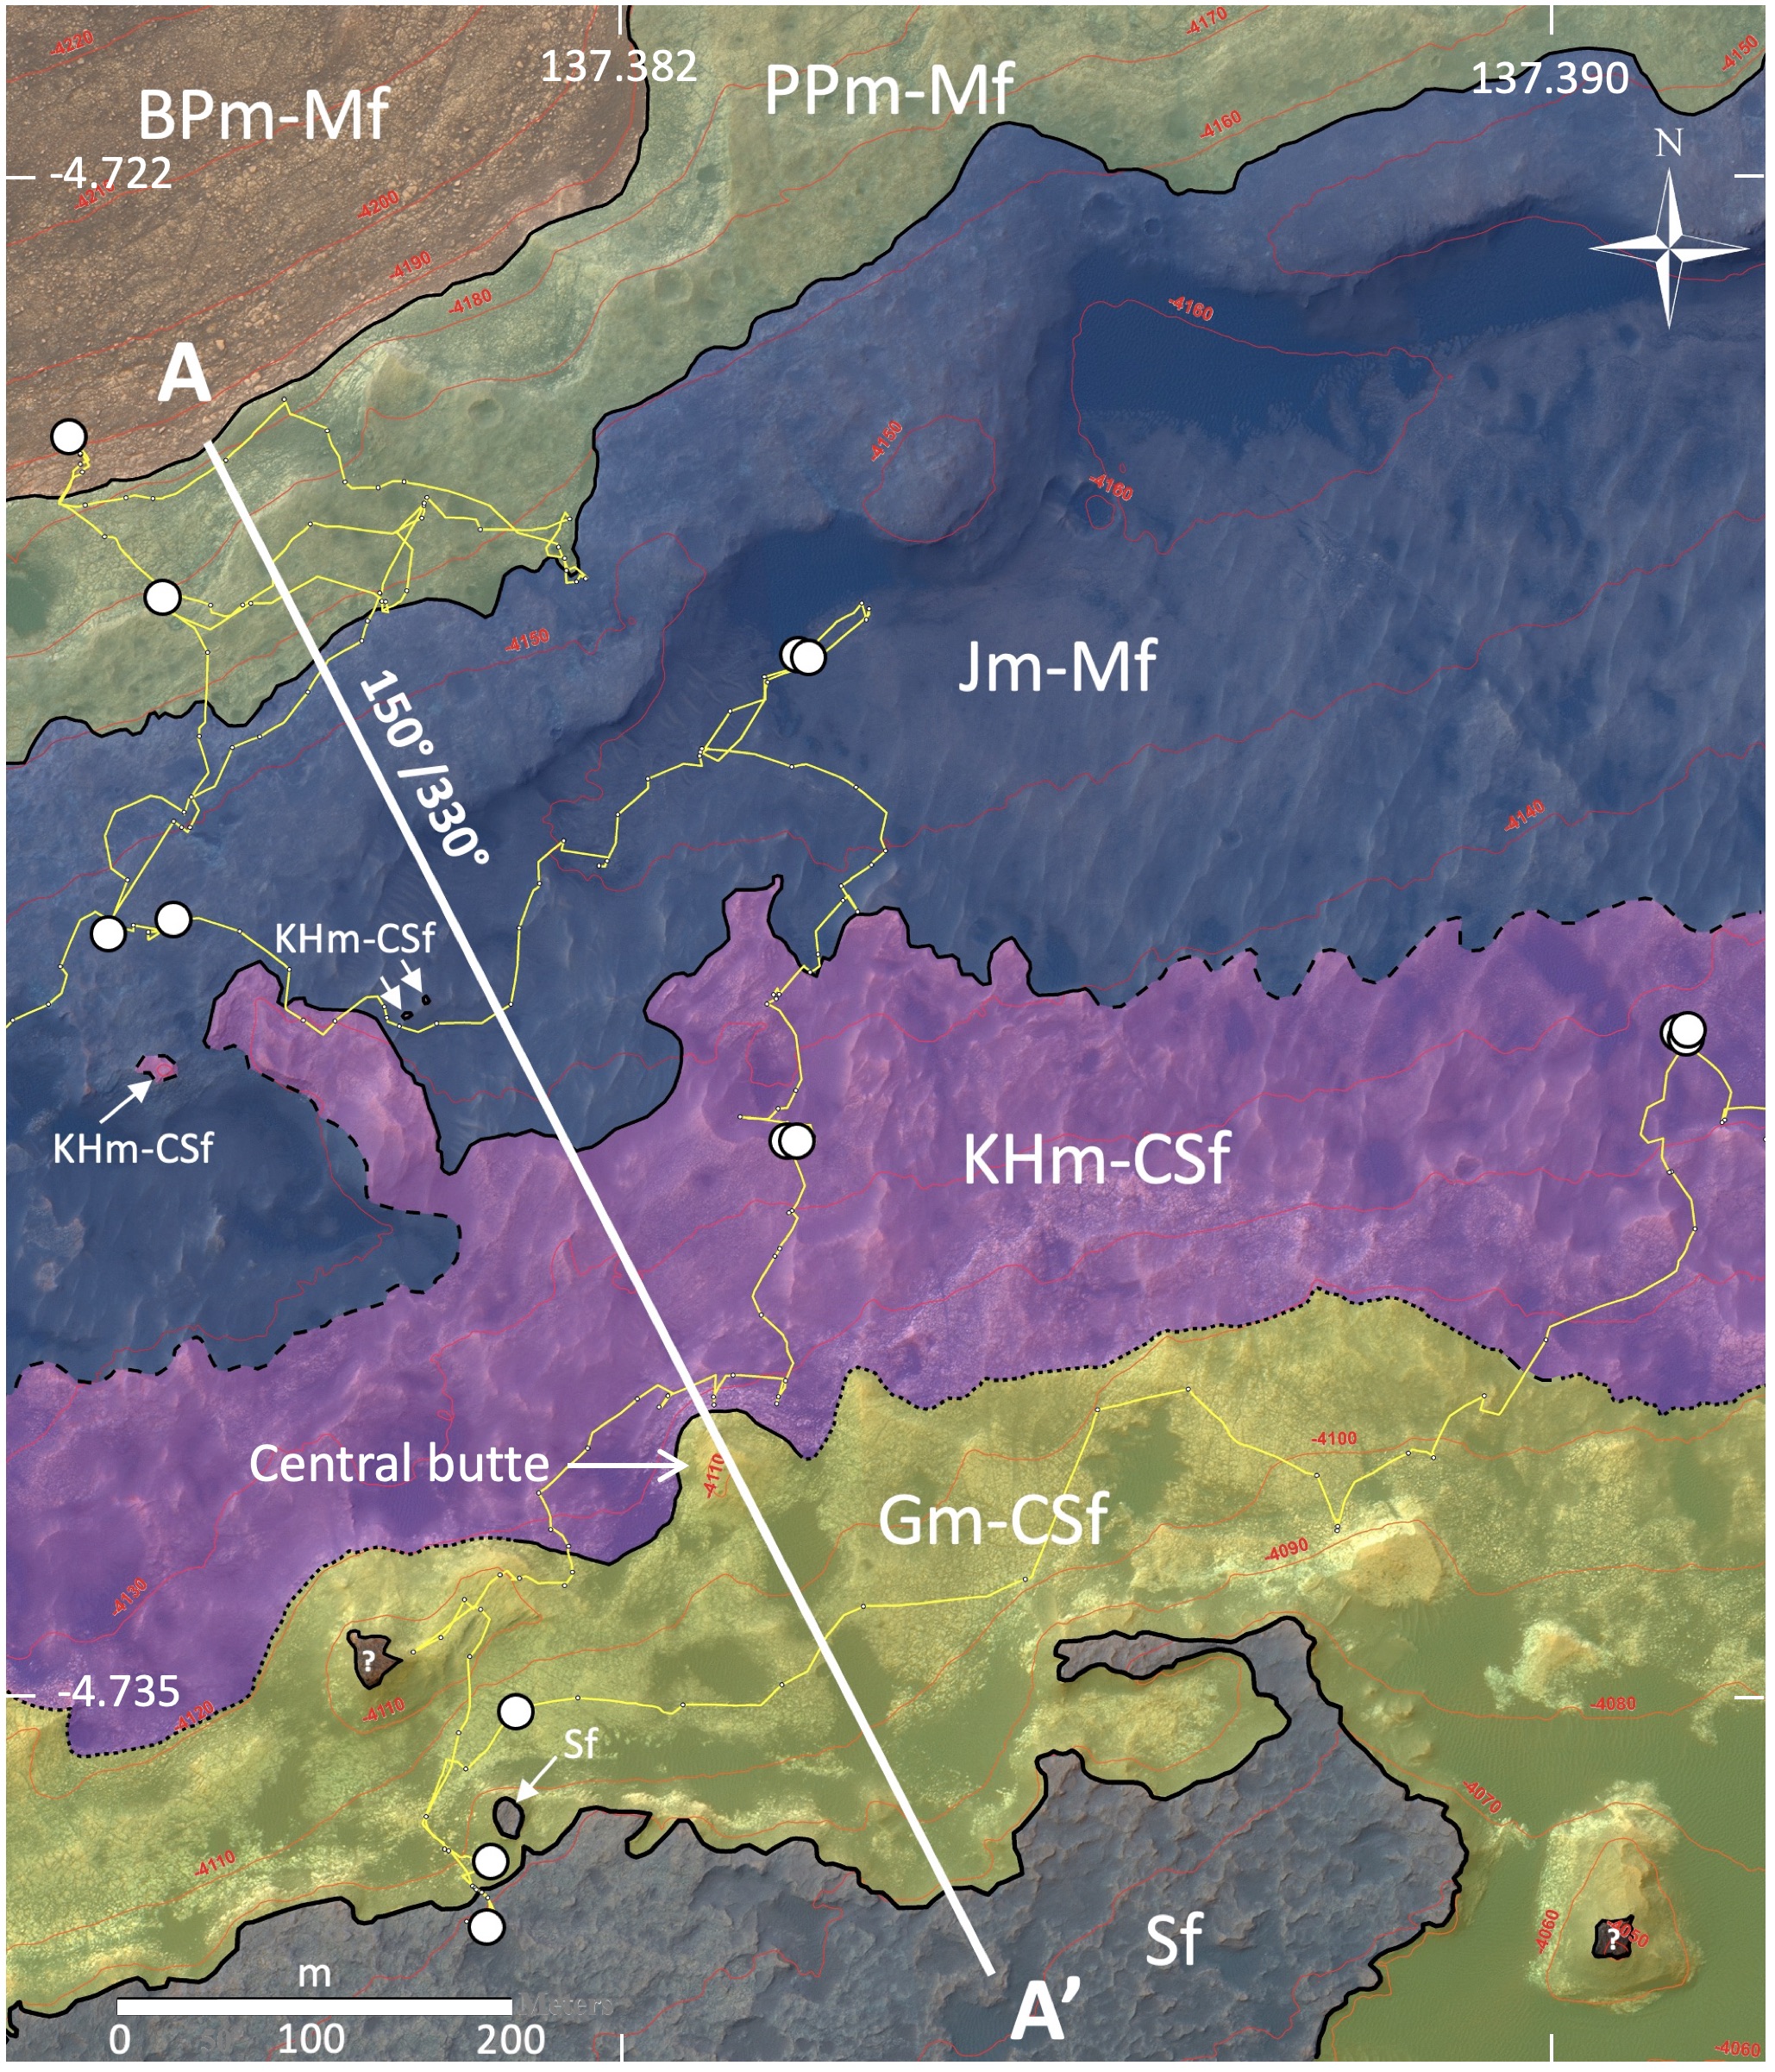 -4220
137.382
-4170
PPm-Mf
137.390
-4150
BPm-Mf
-4160
N
-4.722
-4200
-4190
-4180
-4160
A
-4150
-4160
-4150
Jm-Mf
150°/330°
-4140
KHm-CSf
KHm-CSf
KHm-CSf
Central butte
-4110
-4100
Gm-CSf
-4090
-4130
?
-4.735
-4120
-4110
-4080
Sf
-4070
-4110
Sf
-4060
?
-4050
m
Meters
A’
0 100 200
-4060